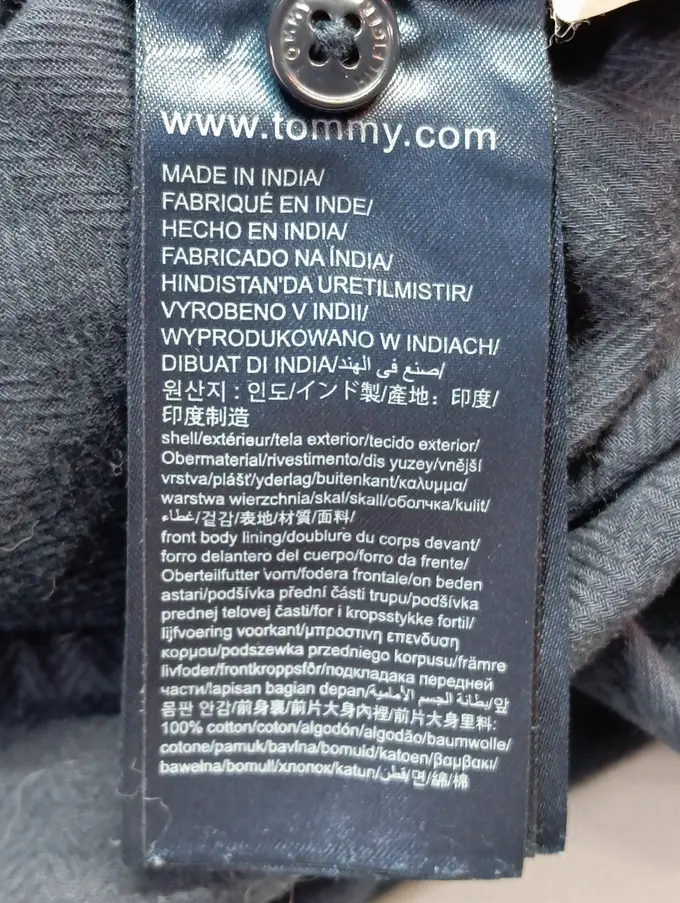 www.tommy.com
MADE IN INDIA/
FABRIQUÉ EN INDE/
HECHO EN INDIA/
FABRICADO NA ÍNDIA/
HINDISTAN'DA URETILMISTIR/
VYROBENO V INDII/
WYPRODUKOWANO W INDIACH/
DIBUAT DI INDIA/صنع في الهند/
원산지 : 인도/インド製/產地：印度/
印度制造
shell/extérieur/tela exterior/tecido exterior/
Obermaterial/rivestimento/dis yuzey/vnější
vrstva/plášť/yderlag/buitenkant/καλυμμα/
warstwa wierzchnia/skal/skall/оболчка/kulit/
غطاء/겉감/表地/材質/面料/
front body lining/doublure du corps devant/
forro delantero del cuerpo/forro da frente/
Oberteilfutter vorn/fodera frontale/on beden
astari/podšívka přední části trupu/podšívka
prednej telovej časti/for i kropsstykke fortil/
lijfvoering voorkant/μπροστινη επενδυση
κορμου/podszewka przedniego korpusu/främre
livfoder/frontkroppsfôr/подкладака передней
части/lapisan bagian depan/بطانة الجسم الأمامية/앞
몸판 안감/前身裏/前片大身內裡/前片大身里料:
100% cotton/coton/algodón/algodão/baumwolle/
cotone/pamuk/bavlna/bomuld/katoen/βαμβακι/
bawełna/bomull/хлопок/katun/قطن/면/綿/棉